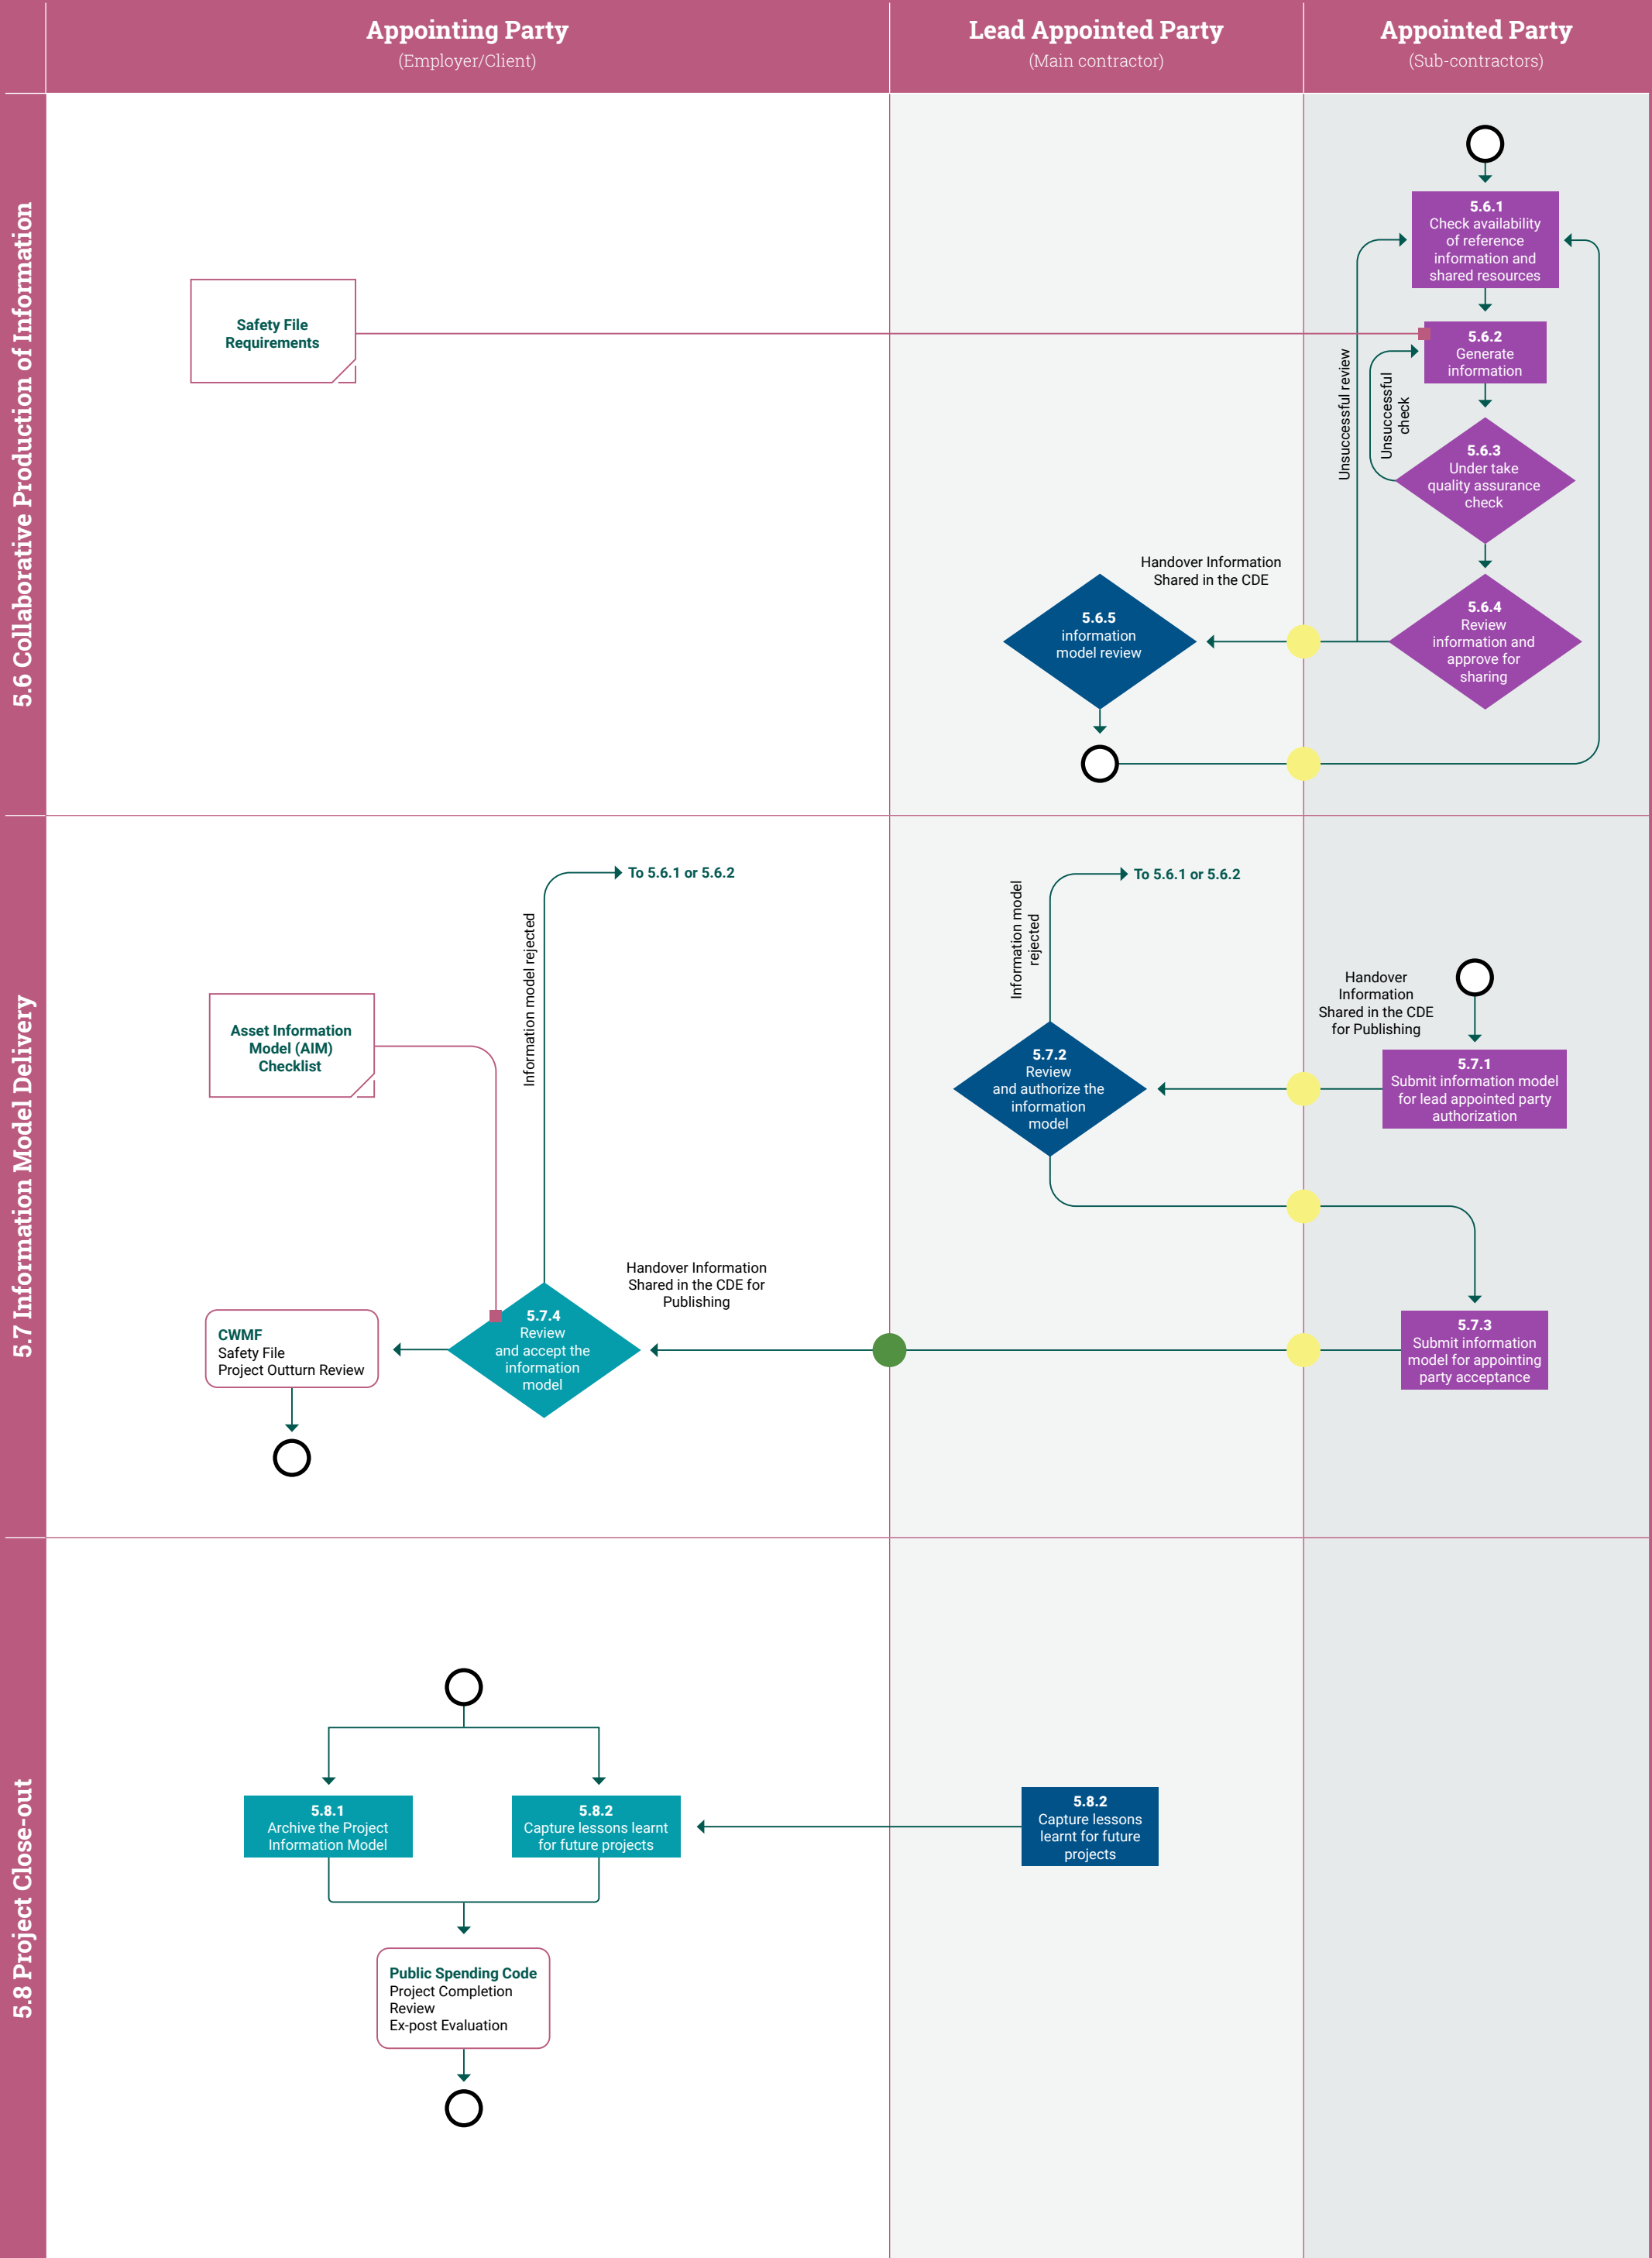 Appointing Party
(Employer/Client)
Lead Appointed Party
(Main contractor)
Appointed Party
(Sub-contractors)
5.6 Collaborative Production of Information
Safety File
Requirements
5.6.1
Check availability
of reference
information and
shared resources
5.6.2
Generate
information
Unsuccessful review
Unsuccessful
check
5.6.3
Under take
quality assurance
check
Handover Information
Shared in the CDE
5.6.4
Review
information and
approve for
sharing
5.6.5
information
model review
5.7 Information Model Delivery
To 5.6.1 or 5.6.2
Information model rejected
To 5.6.1 or 5.6.2
Information model
rejected
Asset Information
Model (AIM)
Checklist
Handover
Information
Shared in the CDE
for Publishing
5.7.1
Submit information model
for lead appointed party
authorization
5.7.2
Review
and authorize the
information
model
Handover Information
Shared in the CDE for
Publishing
CWMF
Safety File
Project Outturn Review
5.7.4
Review
and accept the
information
model
5.7.3
Submit information
model for appointing
party acceptance
5.8 Project Close-out
5.8.1
Archive the Project
Information Model
5.8.2
Capture lessons learnt
for future projects
5.8.2
Capture lessons
learnt for future
projects
Public Spending Code
Project Completion
Review
Ex-post Evaluation